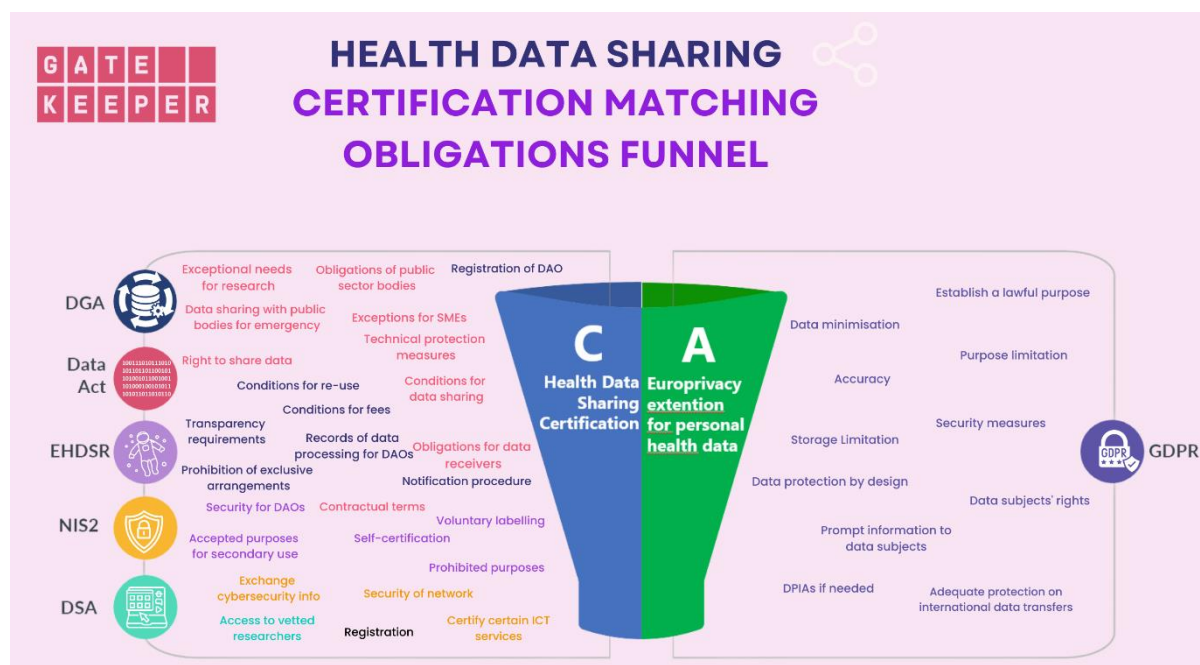 GATE
KEEPER
HEALTH DATA SHARING
CERTIFICATION MATCHING
OBLIGATIONS FUNNEL
DGA
Data
Act
EHDSR
NIS2
DSA
100111010111010
101101101100101
101001011001001
101000100101011
101011011010110
Exceptional needs
for research
Obligations of public
sector bodies
Registration of DAO
Data sharing with public
bodies for emergency
Exceptions for SMEs
Technical protection
measures
Right to share data
Conditions for re-use
Conditions for
data sharing
Conditions for fees
Transparency
requirements
Records of data
processing for DAOs
Obligations for data
receivers
Prohibition of exclusive
arrangements
Notification procedure
Security for DAOs
Contractual terms
Voluntary labelling
Accepted purposes
for secondary use
Self-certification
Prohibited purposes
Exchange
cybersecurity info
Security of network
Access to vetted
researchers
Registration
Certify certain ICT
services
C
Health Data
Sharing
Certification
A
Europrivacy
extention
for personal
health data
Establish a lawful purpose
Data minimisation
Purpose limitation
Accuracy
Security measures
Storage Limitation
Data protection by design
Data subjects' rights
Prompt information to
data subjects
DPIAs if needed
Adequate protection on
international data transfers
GDPR
GDPR